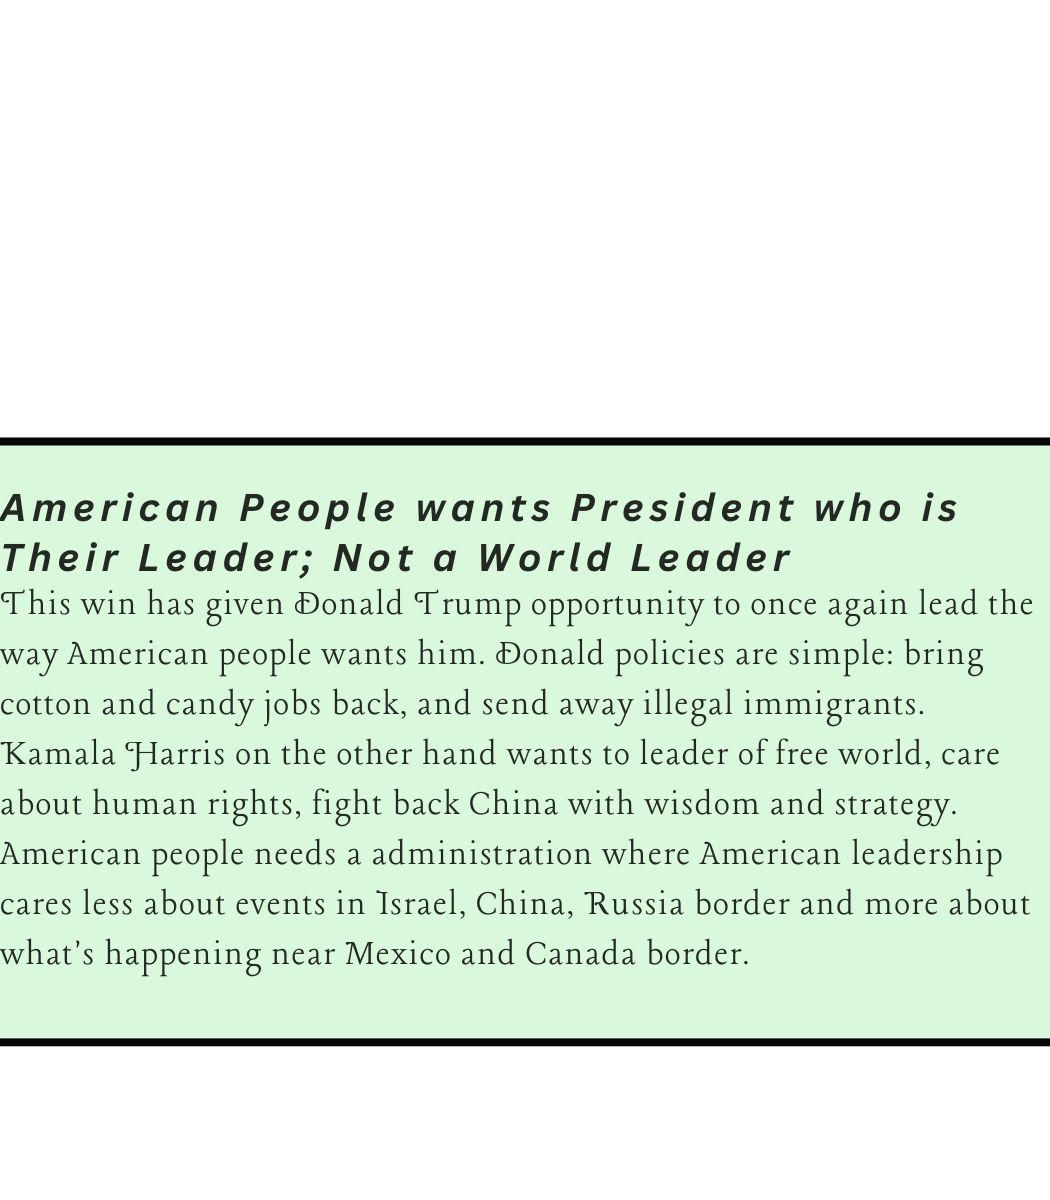 American People wants President who is
Their Leader; Not a World Leader
This win has given Donald Trump opportunity to once again lead the
way American people wants him. Donald policies are simple: bring
cotton and candy jobs back, and send away illegal immigrants.
Kamala Harris on the other hand wants to leader of free world, care
about human rights, fight back China with wisdom and strategy.
American people needs a administration where American leadership
cares less about events in Israel, China, Russia border and more about
what's happening near Mexico and Canada border.